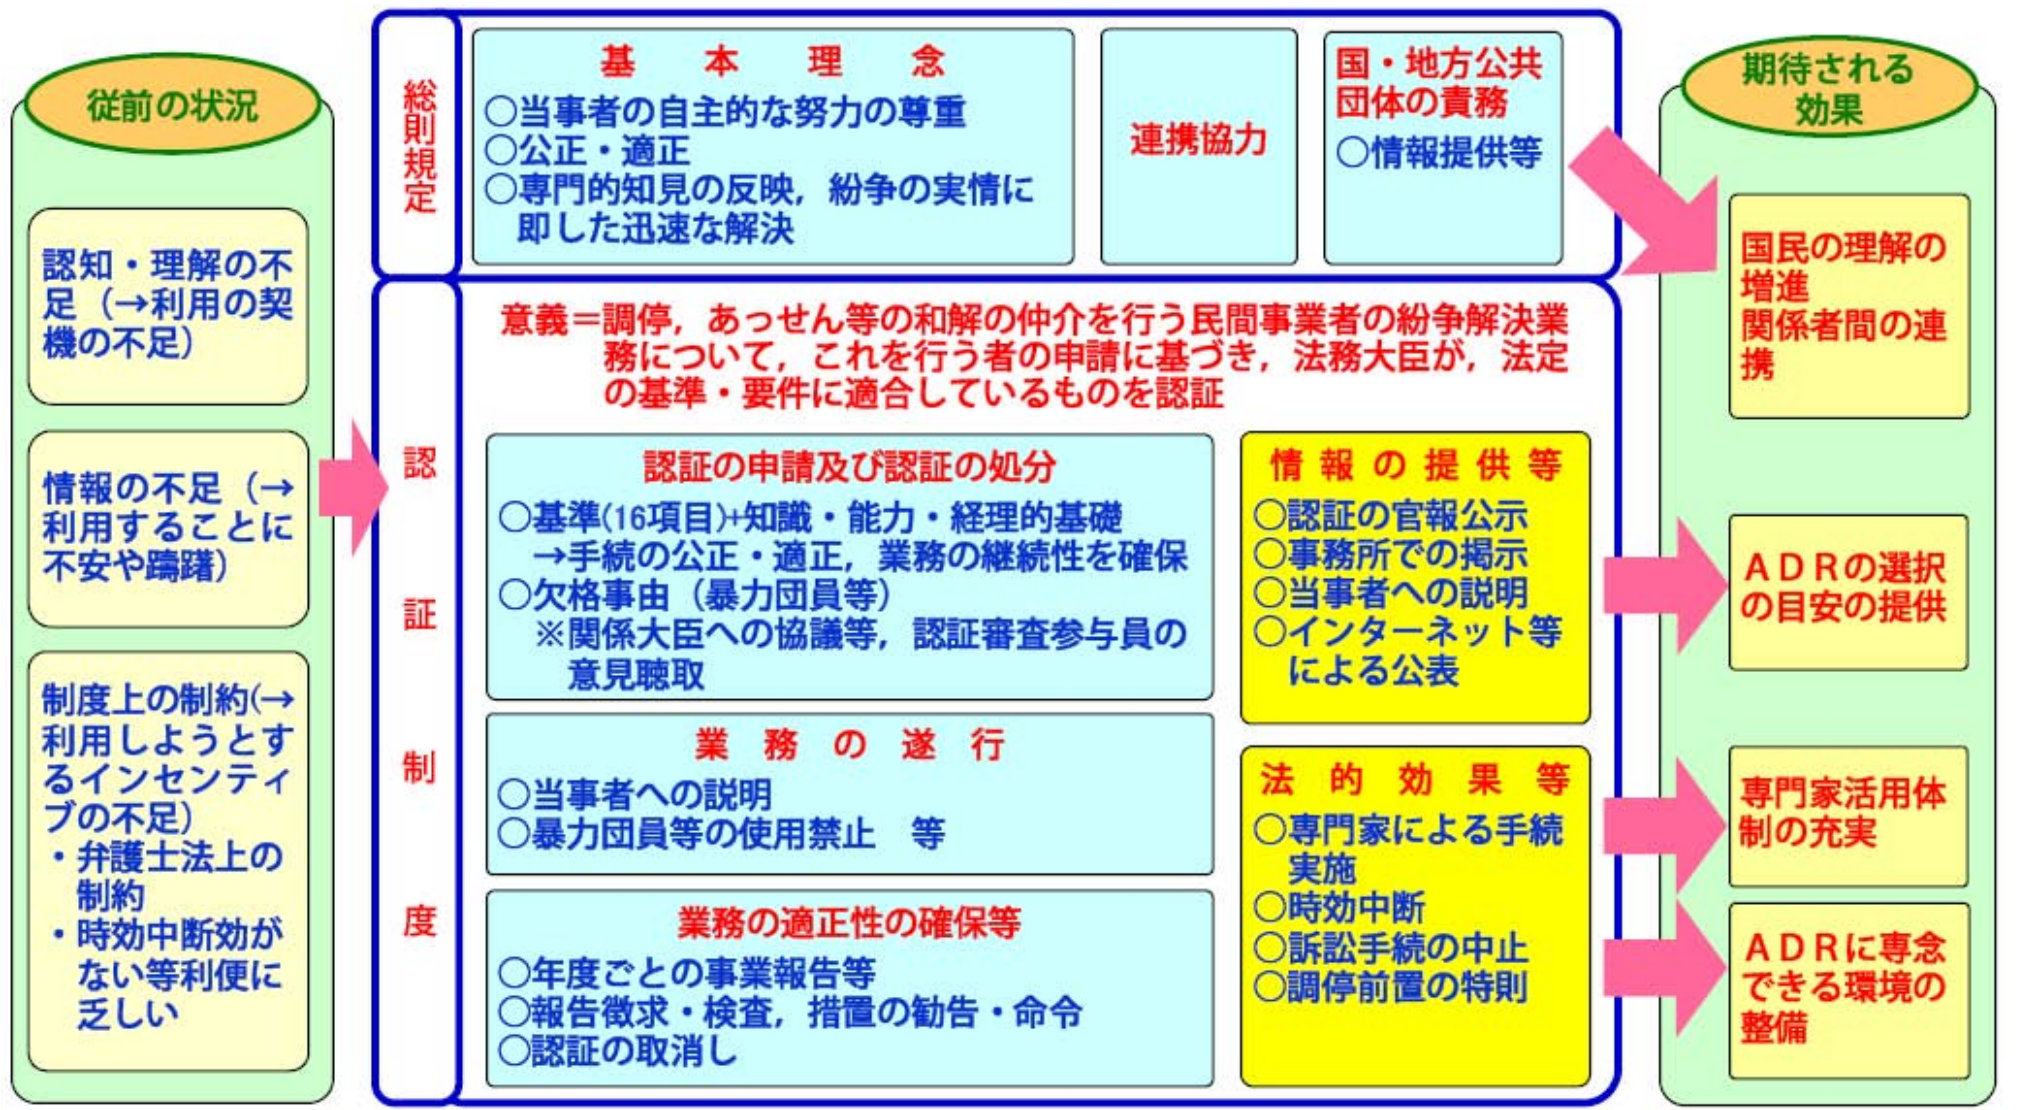 従前の状況
認知・理解の不
足（→利用の契
機の不足）
情報の不足（→
利用することに
不安や躊躇）
制度上の制約(→
利用しようとす
るインセンティ
ブの不足）
・弁護士法上の
制約
・時効中断効が
ない等利便に
乏しい
総則規定
基本理念
○当事者の自主的な努力の尊重
○公正・適正
○専門的知見の反映，紛争の実情に
即した迅速な解決
連携協力
国・地方公共
団体の責務
○情報提供等
認証制度
意義＝調停，あっせん等の和解の仲介を行う民間事業者の紛争解決業
務について，これを行う者の申請に基づき，法務大臣が，法定
の基準・要件に適合しているものを認証
認証の申請及び認証の処分
○基準(16項目)+知識・能力・経理的基礎
→手続の公正・適正，業務の継続性を確保
○欠格事由（暴力団員等）
※関係大臣への協議等，認証審査参与員の
意見聴取
業務の遂行
○当事者への説明
○暴力団員等の使用禁止　等
業務の適正性の確保等
○年度ごとの事業報告等
○報告徴求・検査，措置の勧告・命令
○認証の取消し
情報の提供等
○認証の官報公示
○事務所での掲示
○当事者への説明
○インターネット等
による公表
法的効果等
○専門家による手続
実施
○時効中断
○訴訟手続の中止
○調停前置の特則
期待される
効果
国民の理解の
増進
関係者間の連
携
ＡＤＲの選択
の目安の提供
専門家活用体
制の充実
ＡＤＲに専念
できる環境の
整備